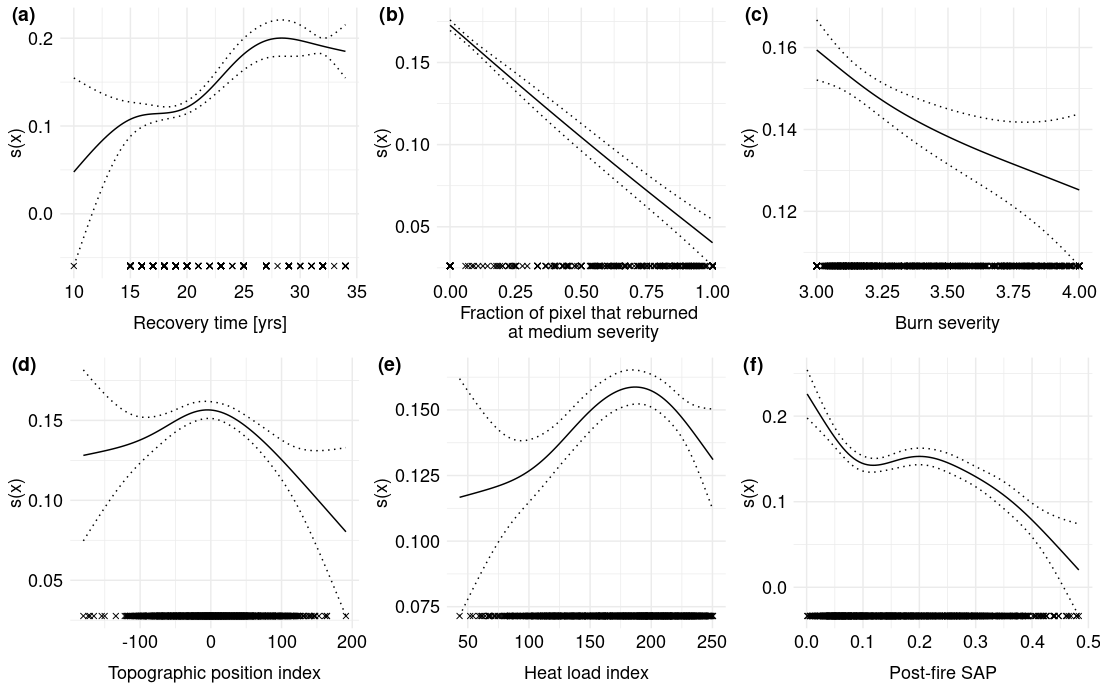 (a)
s(x)
0.2
0.1
0.0
10 15 20 25 30 35
Recovery time [yrs]
(b)
s(x)
0.15
0.10
0.05
0.00 0.25 0.50 0.75 1.00
Fraction of pixel that reburned
at medium severity
(c)
s(x)
0.16
0.14
0.12
3.00 3.25 3.50 3.75 4.00
Burn severity
(d)
s(x)
0.15
0.10
0.05
-100 0 100 200
Topographic position index
(e)
s(x)
0.150
0.125
0.100
0.075
50 100 150 200 250
Heat load index
(f)
s(x)
0.2
0.1
0.0
0.0 0.1 0.2 0.3 0.4 0.5
Post-fire SAP